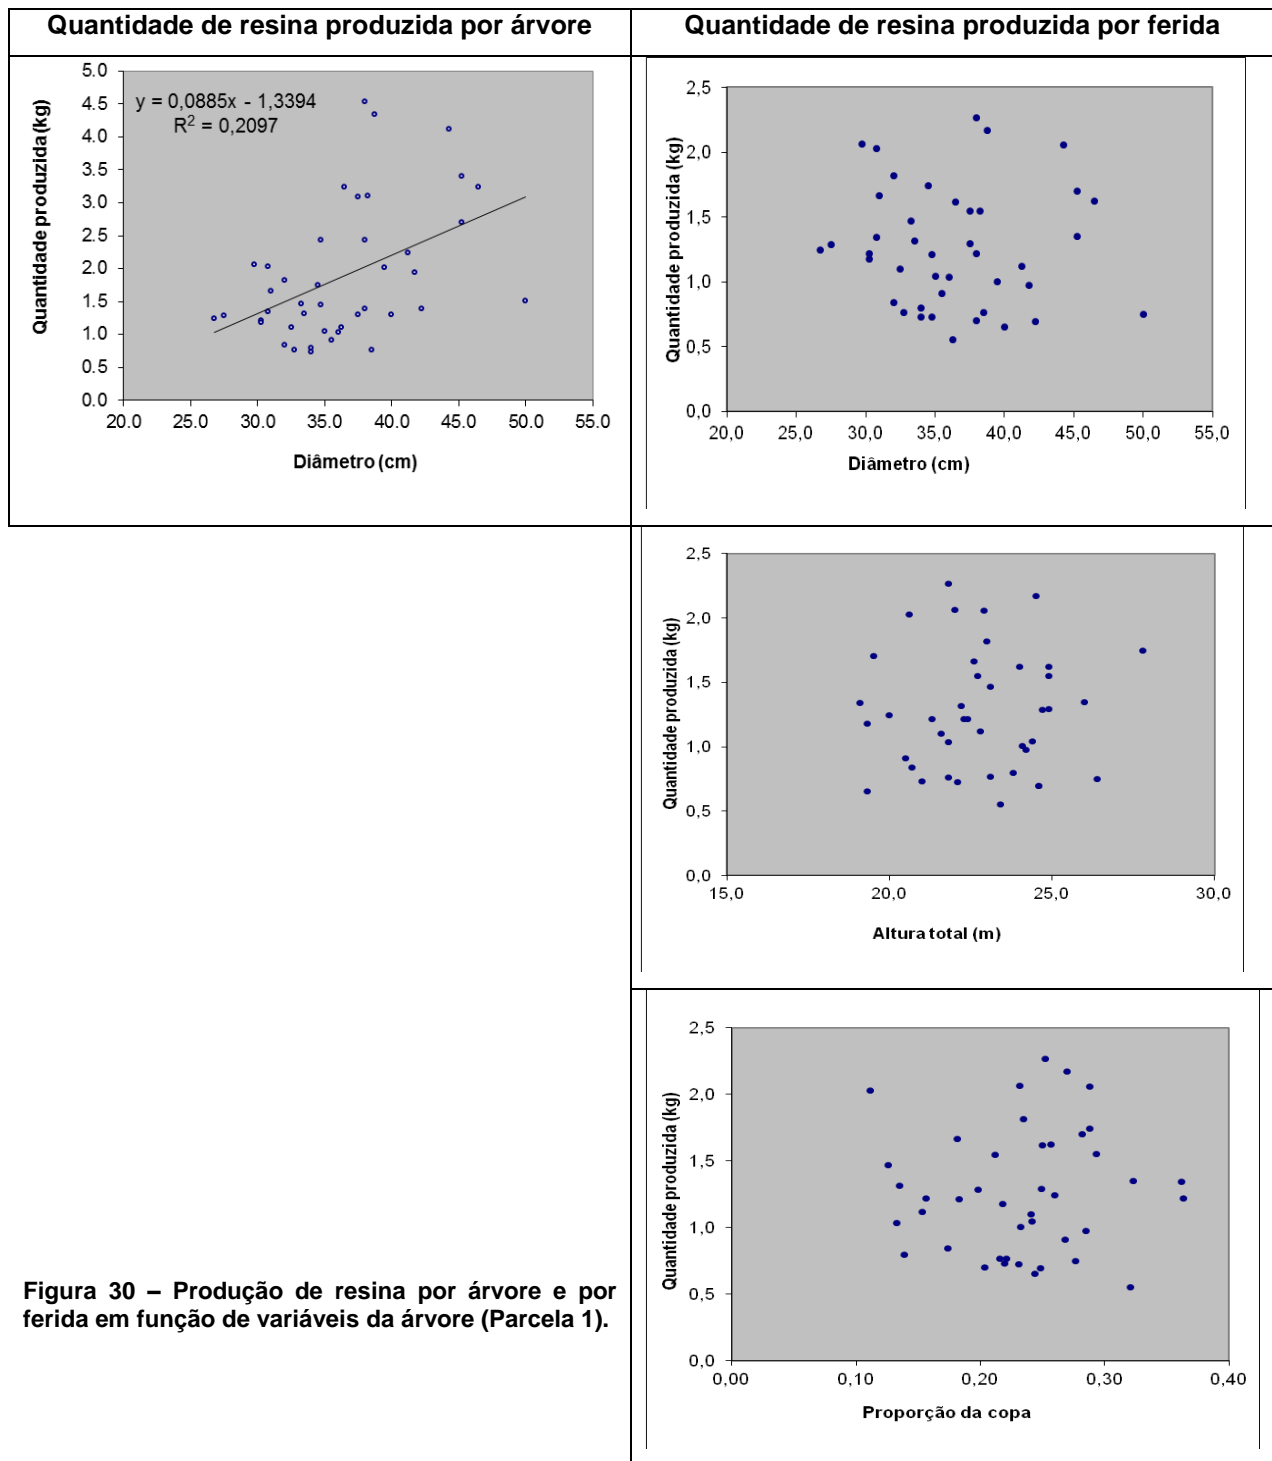 Quantidade de resina produzida por árvore
Quantidade de resina produzida por ferida
Quantidade produzida (kg)
5.0
4.5
4.0
3.5
3.0
2.5
2.0
1.5
1.0
0.5
0.0
y = 0,0885x - 1,3394
R² = 0,2097
20.0 25.0 30.0 35.0 40.0 45.0 50.0 55.0
Diâmetro (cm)
Quantidade produzida (kg)
2,5
2,0
1,5
1,0
0,5
0,0
20,0 25,0 30,0 35,0 40,0 45,0 50,0 55,0
Diâmetro (cm)
Quantidade produzida (kg)
2,5
2,0
1,5
1,0
0,5
0,0
15,0 20,0 25,0 30,0
Altura total (m)
Quantidade produzida (kg)
2,5
2,0
1,5
1,0
0,5
0,0
0,00 0,10 0,20 0,30 0,40
Proporção da copa
Figura 30 – Produção de resina por árvore e por
ferida em função de variáveis da árvore (Parcela 1).